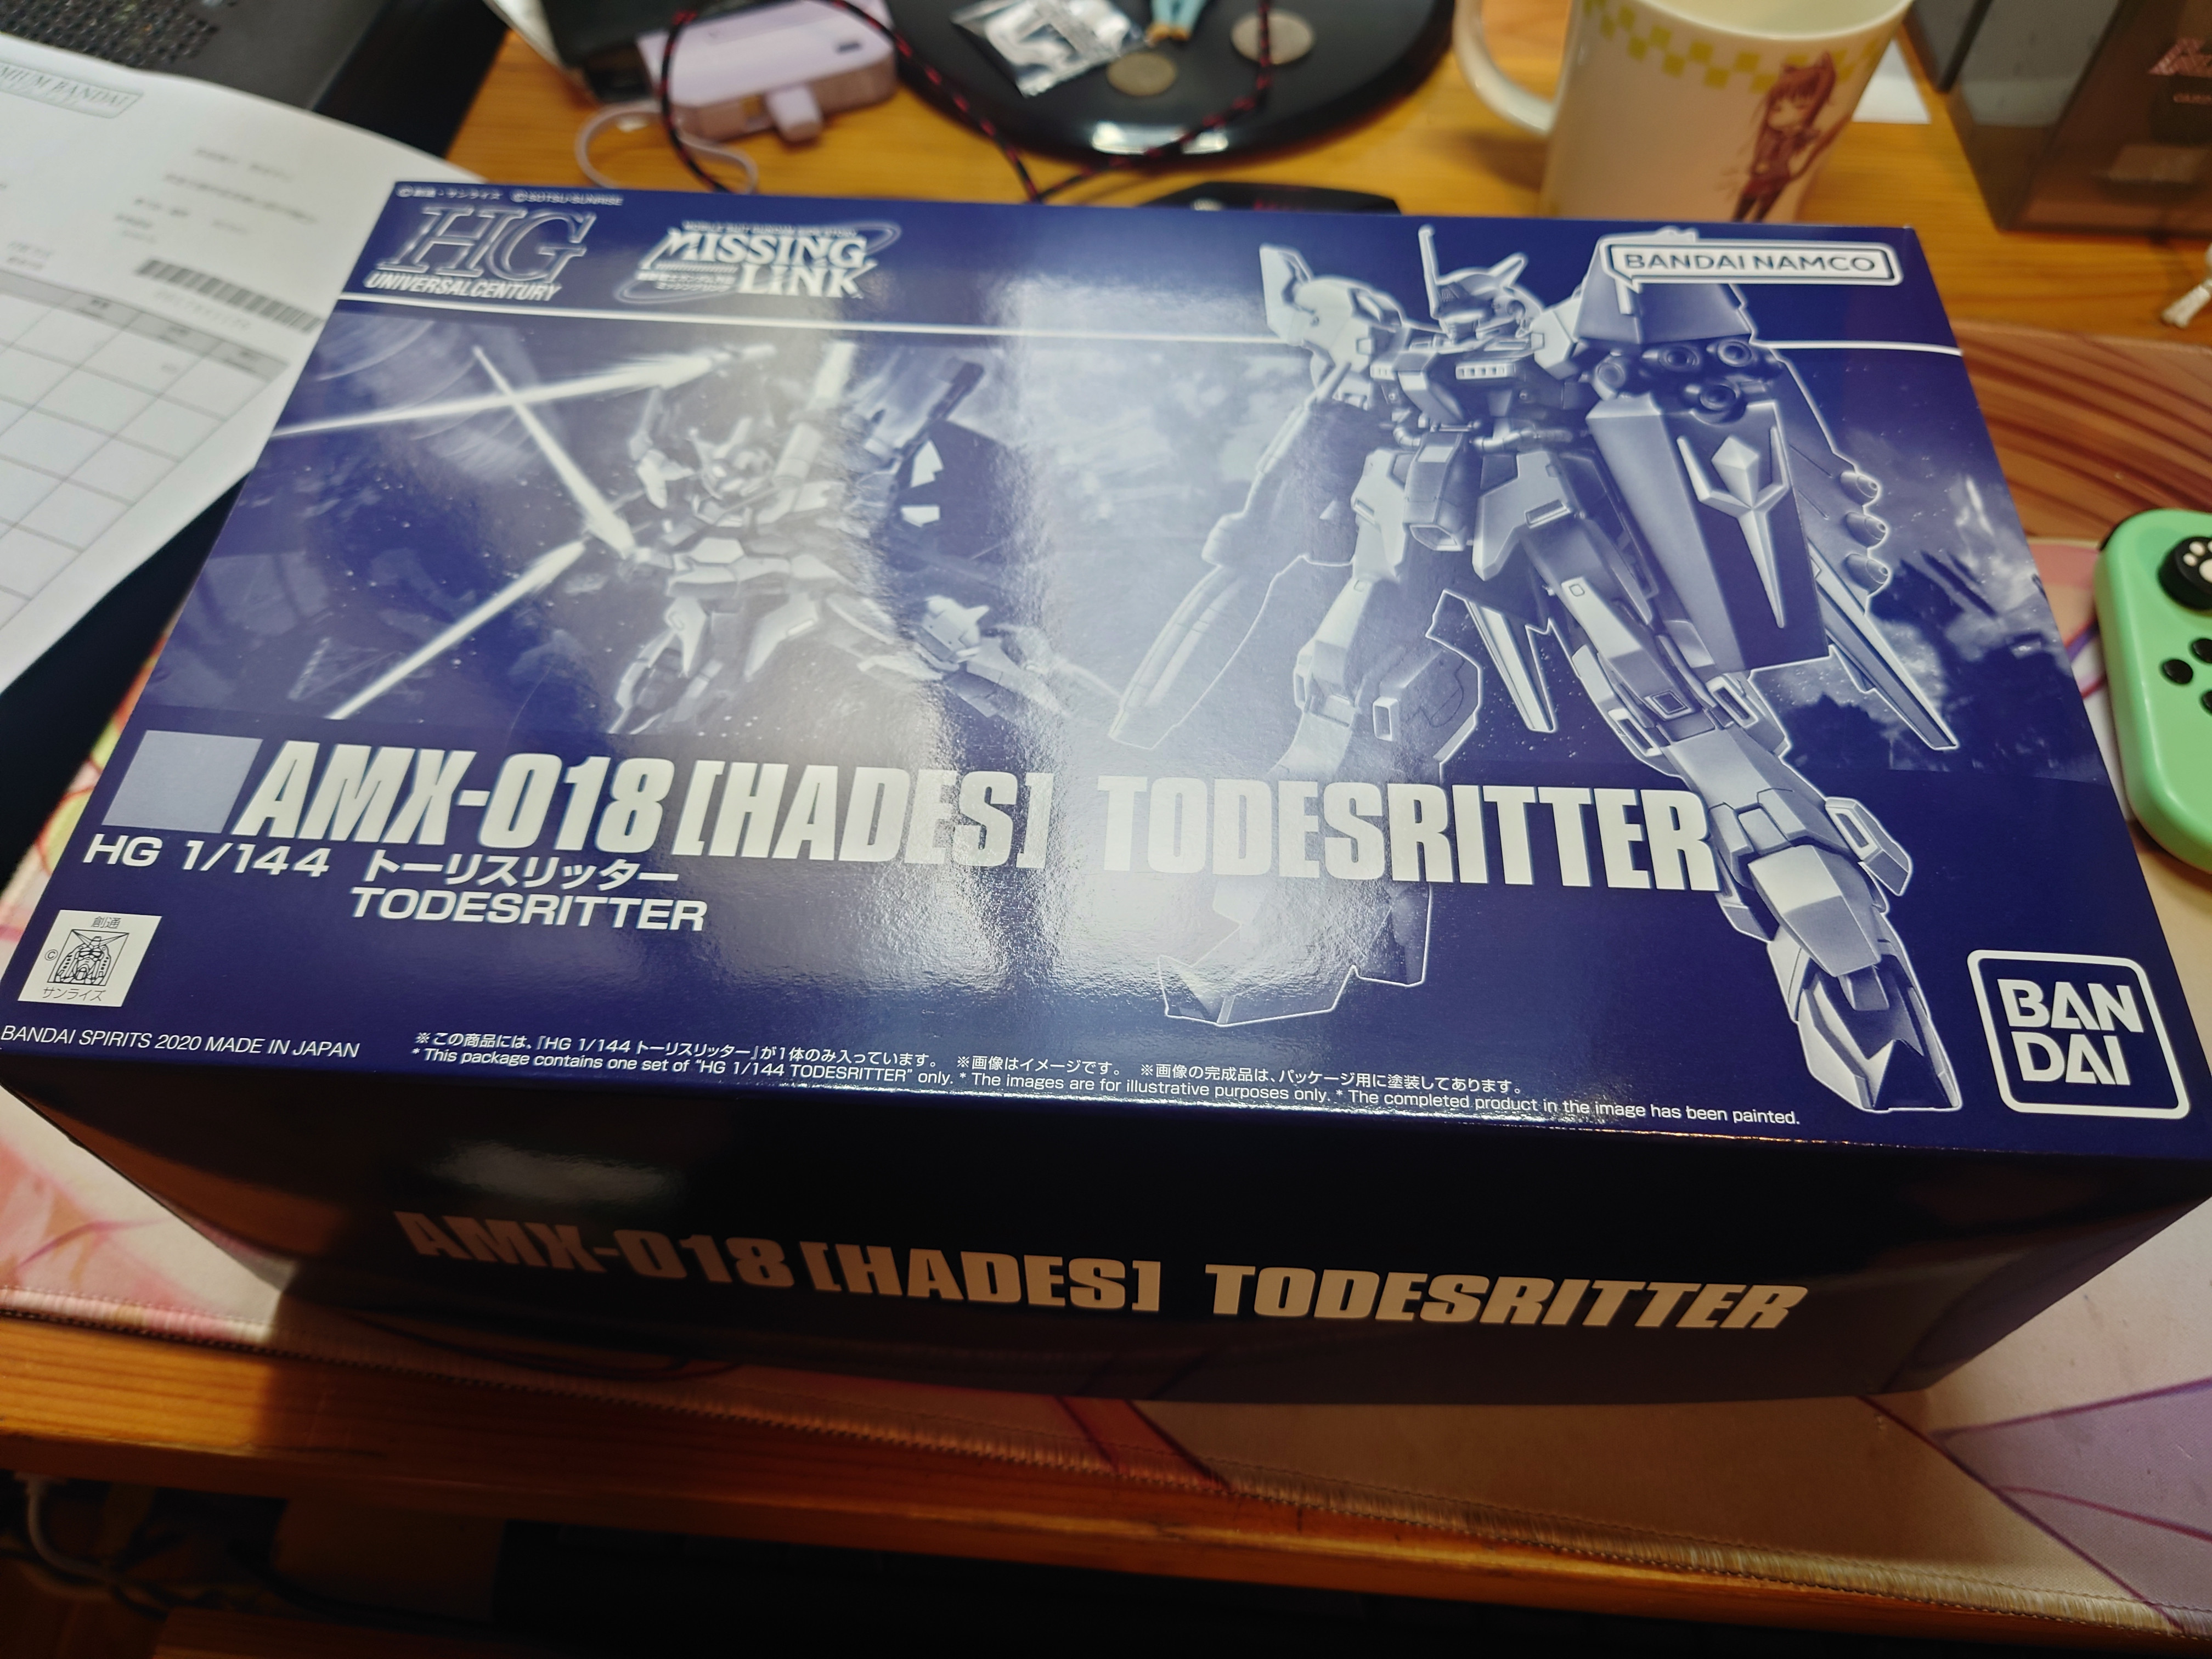 PREMIUM BANDAI
©創通・サンライズ ©SOTSU・SUNRISE
HG
UNIVERSAL CENTURY
MISSING LINK
BANDAI NAMCO
AMX-018 [HADES] TODESRITTER
HG 1/144 トーリスリッター
TODESRITTER
創通
©
サンライズ
BAN
DAI
BANDAI SPIRITS 2020 MADE IN JAPAN
※この商品には、『HG 1/144 トーリスリッター』が1体のみ入っています。 ※画像はイメージです。 ※画像の完成品は、パッケージ用に塗装してあります。
* This package contains one set of "HG 1/144 TODESRITTER" only. * The images are for illustrative purposes only. * The completed product in the image has been painted.
AMX-018 [HADES] TODESRITTER